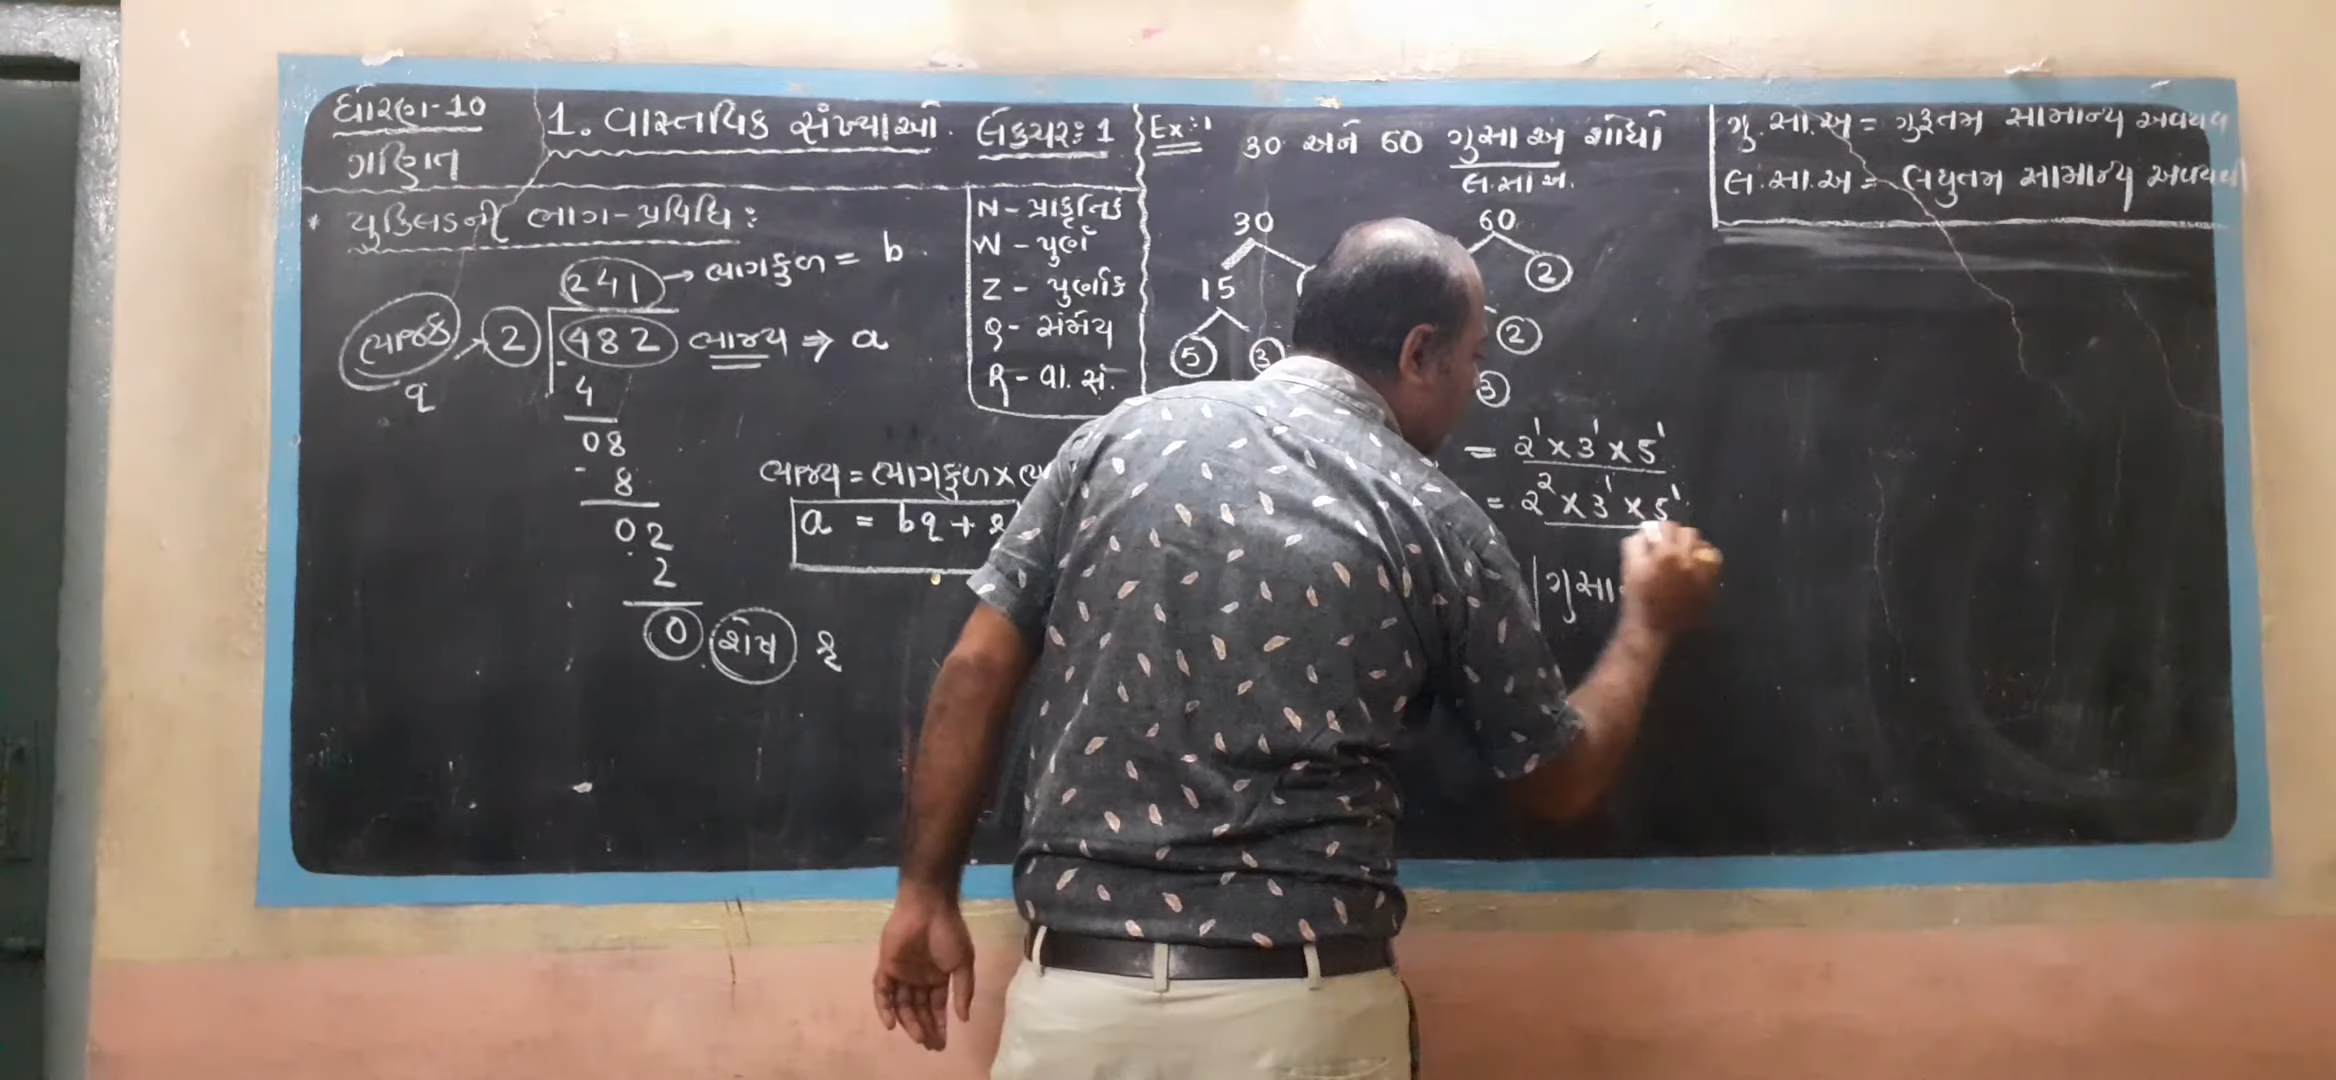 ધોરણ-10
ગણિત
1. વાસ્તવિક સંખ્યાઓ. લેક્ચરઃ 1
* યુક્લિડની ભાગ-પ્રવિધિ:
241 → ભાગફળ = b
ભાજક → 2 482 ભાજ્ય ⇒ a
q
- 4
08
- 8
02
2
0 શેષ r
N - પ્રાકૃતિક
W - પુર્ણ
Z - પુર્ણાંક
Q - સંમેય
R - વા. સં.
ભાજ્ય = ભાગફળ ×
a = bq +
Ex: 1
30 અને 60 ગુસાઅ શોધો
લ.સા.અ.
30
15
5 3
60
2
2
3
= 2¹ × 3¹ × 5¹
= 2² × 3¹ × 5¹
ગુસા
ગુ.સા.અ = ગુરુતમ સામાન્ય અવયવ
લ.સા.અ = લઘુતમ સામાન્ય અવયવ